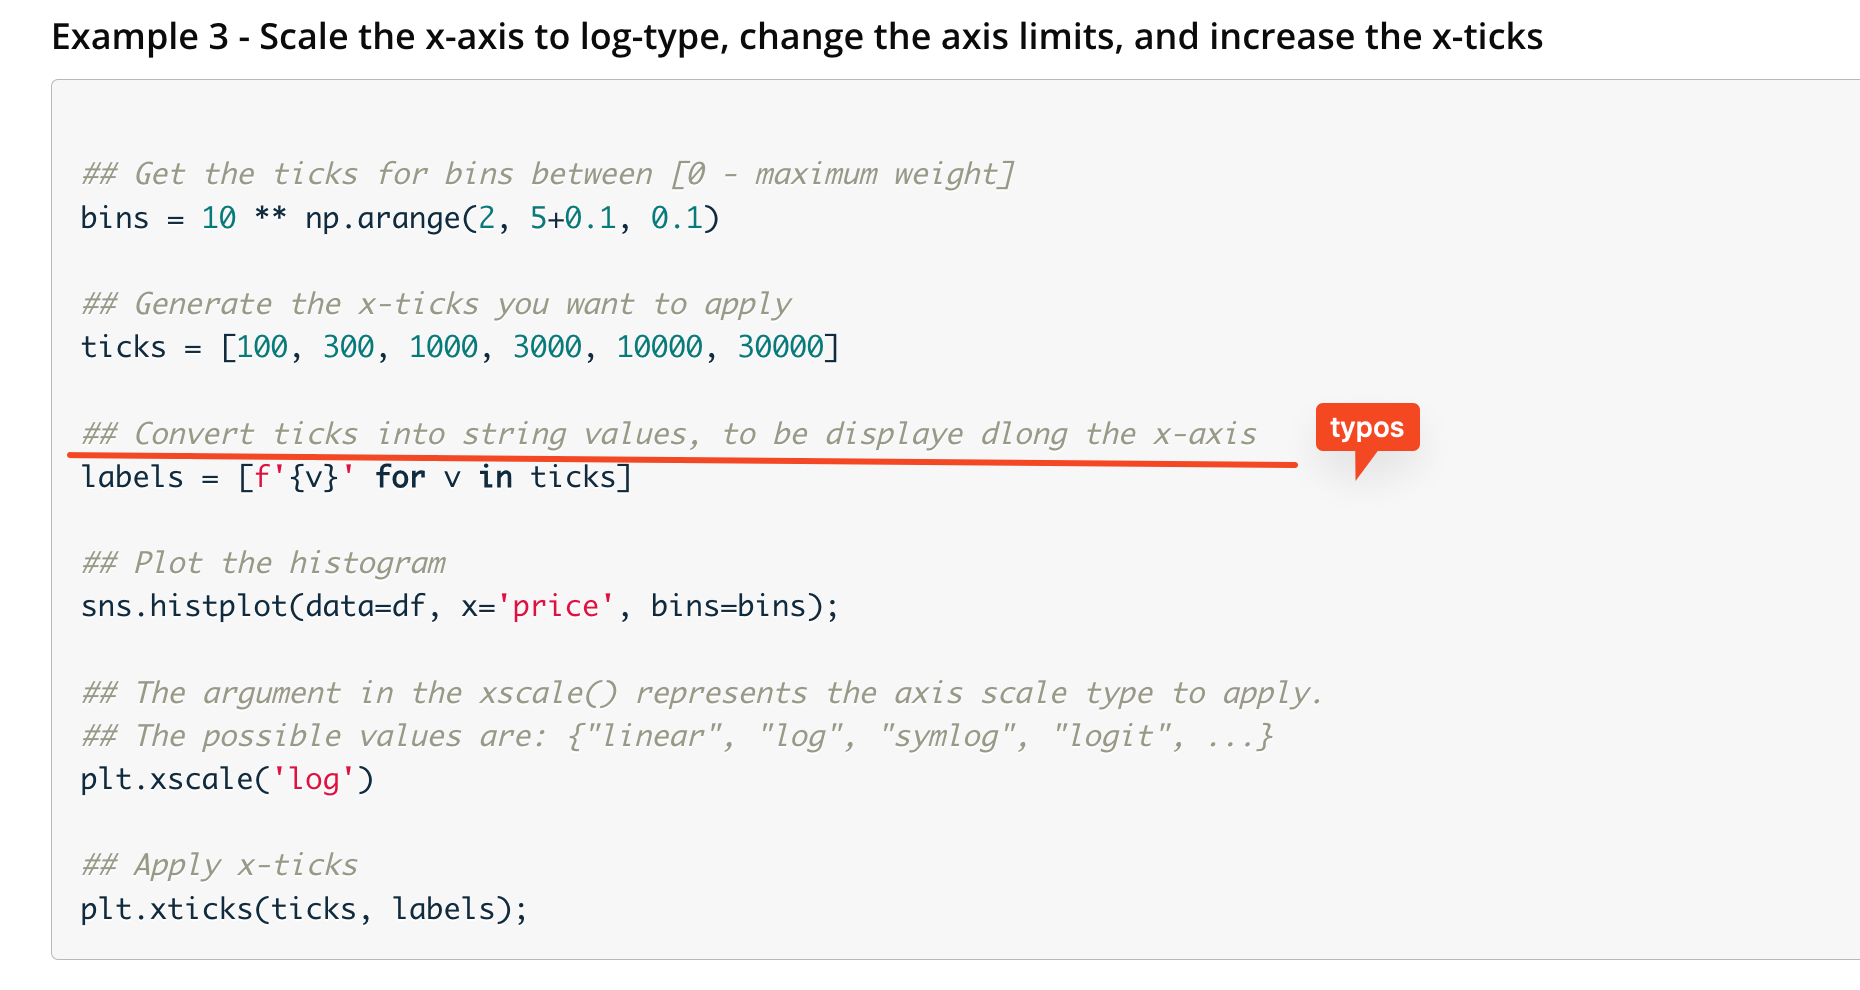 Example 3 - Scale the x-axis to log-type, change the axis limits, and increase the x-ticks
## Get the ticks for bins between [0 - maximum weight]
bins = 10 ** np.arange(2, 5+0.1, 0.1)
## Generate the x-ticks you want to apply
ticks = [100, 300, 1000, 3000, 10000, 30000]
## Convert ticks into string values, to be displaye dlong the x-axis
typos
labels = [f'{v}' for v in ticks]
## Plot the histogram
sns.histplot(data=df, x='price', bins=bins);
## The argument in the xscale() represents the axis scale type to apply.
## The possible values are: {"linear", "log", "symlog", "logit", ...}
plt.xscale('log')
## Apply x-ticks
plt.xticks(ticks, labels);